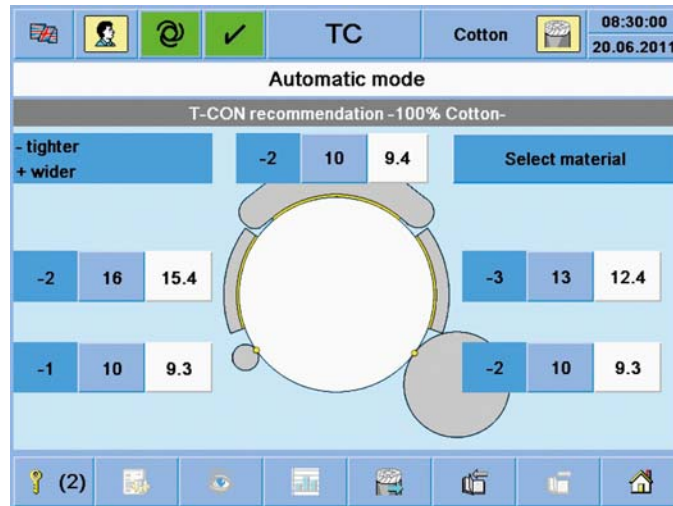 TC
Cotton
08:30:00
20.06.2011
Automatic mode
T-CON recommendation -100% Cotton-
- tighter
+ wider
-2 10 9.4
Select material
-2 16 15.4
-3 13 12.4
-1 10 9.3
-2 10 9.3
(2)